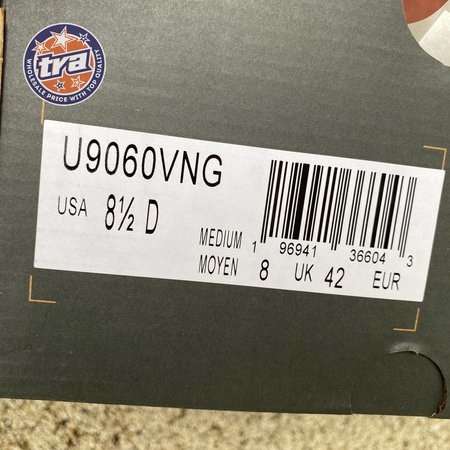 tra
WHOLESALE PRICE WITH TOP QUALITY
U9060VNG
USA 8½ D
MEDIUM
MOYEN
1 96941 36604 3
8 UK 42 EUR